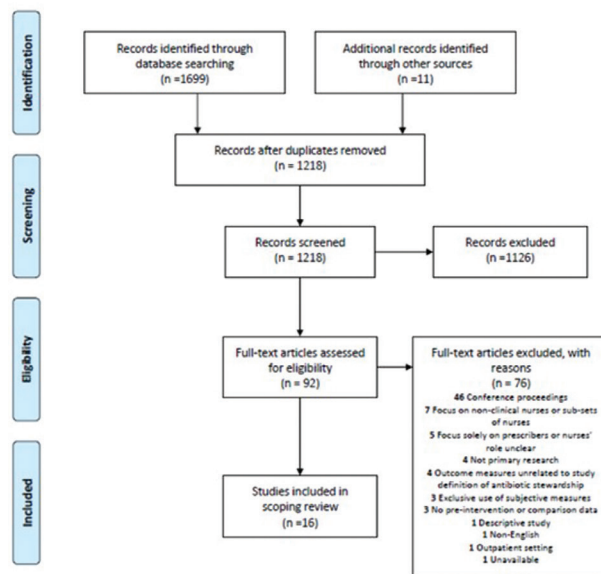 Identification
Records identified through
database searching
(n =1699)
Additional records identified
through other sources
(n =11)
Records after duplicates removed
(n = 1218)
Screening
Records screened
(n = 1218)
Records excluded
(n =1126)
Eligibility
Full-text articles assessed
for eligibility
(n = 92)
Full-text articles excluded, with
reasons
(n = 76)
46 Conference proceedings
7 Focus on non-clinical nurses or sub-sets
of nurses
5 Focus solely on prescribers or nurses'
role unclear
4 Not primary research
4 Outcome measures unrelated to study
definition of antibiotic stewardship
3 Exclusive use of subjective measures
3 No pre-intervention or comparison data
1 Descriptive study
1 Non-English
1 Outpatient setting
1 Unavailable
Included
Studies included in
scoping review
(n =16)